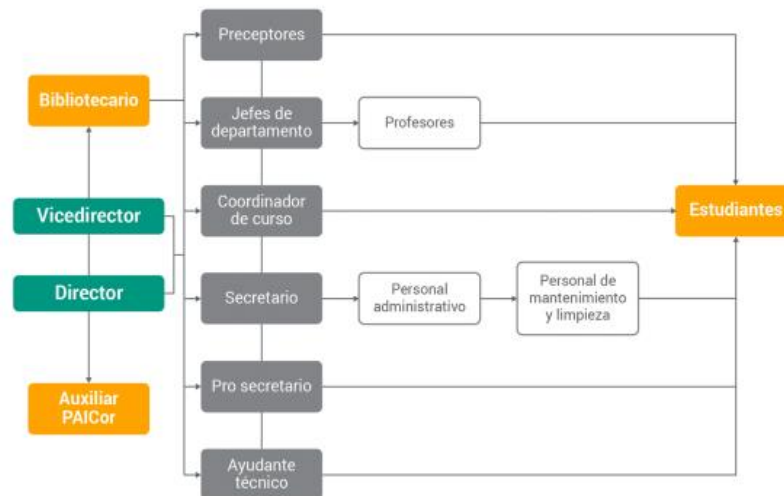 Preceptores
Bibliotecario
Jefes de
departamento
Profesores
Vicedirector
Coordinador
de curso
Estudiantes
Director
Secretario
Personal
administrativo
Personal de
mantenimiento
y limpieza
Auxiliar
PAICor
Pro secretario
Ayudante
técnico